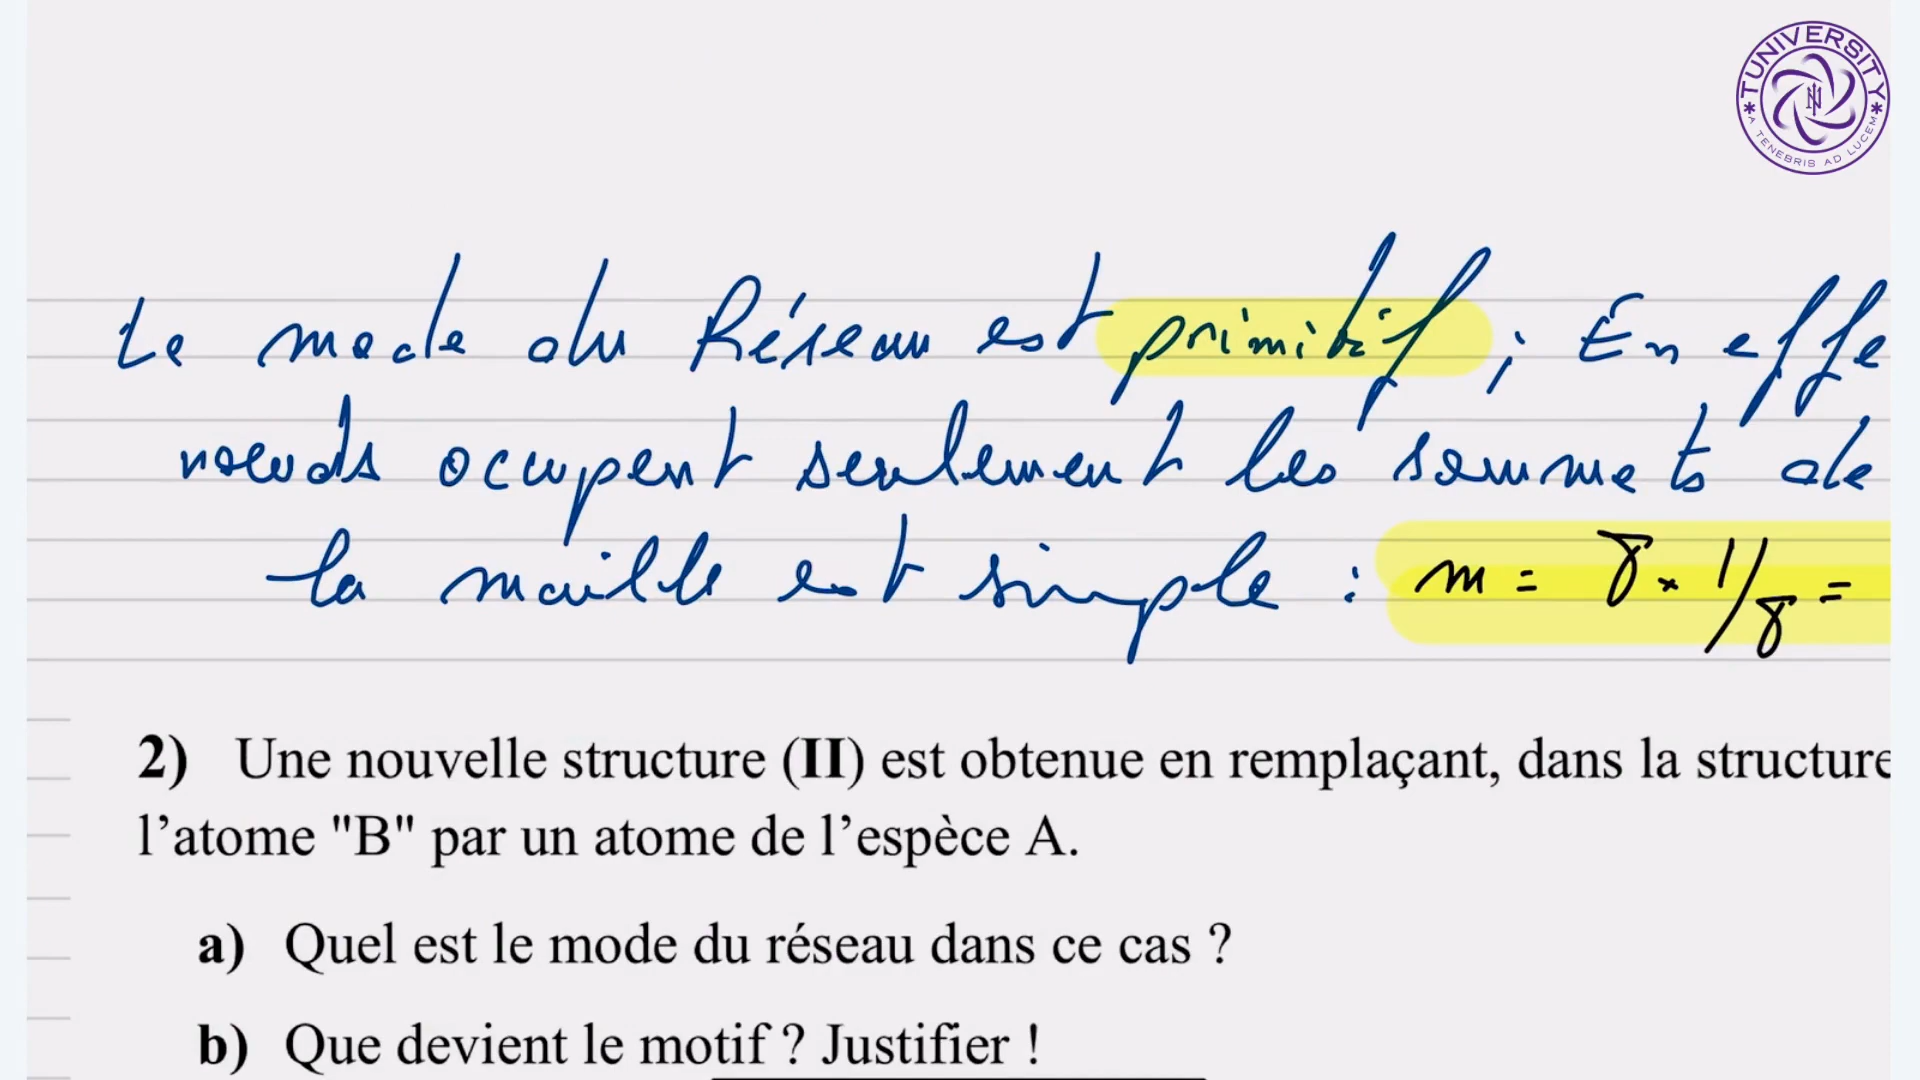 TUNIVERSITY
A TENEBRIS AD LUCEM
Le mode du Réseau est primitif ; En effe
noeuds occupent seulement les sommets de
la maille est simple : m = 8 × 1/8 =
2) Une nouvelle structure (II) est obtenue en remplaçant, dans la structure
l’atome "B" par un atome de l’espèce A.
a) Quel est le mode du réseau dans ce cas ?
b) Que devient le motif ? Justifier !